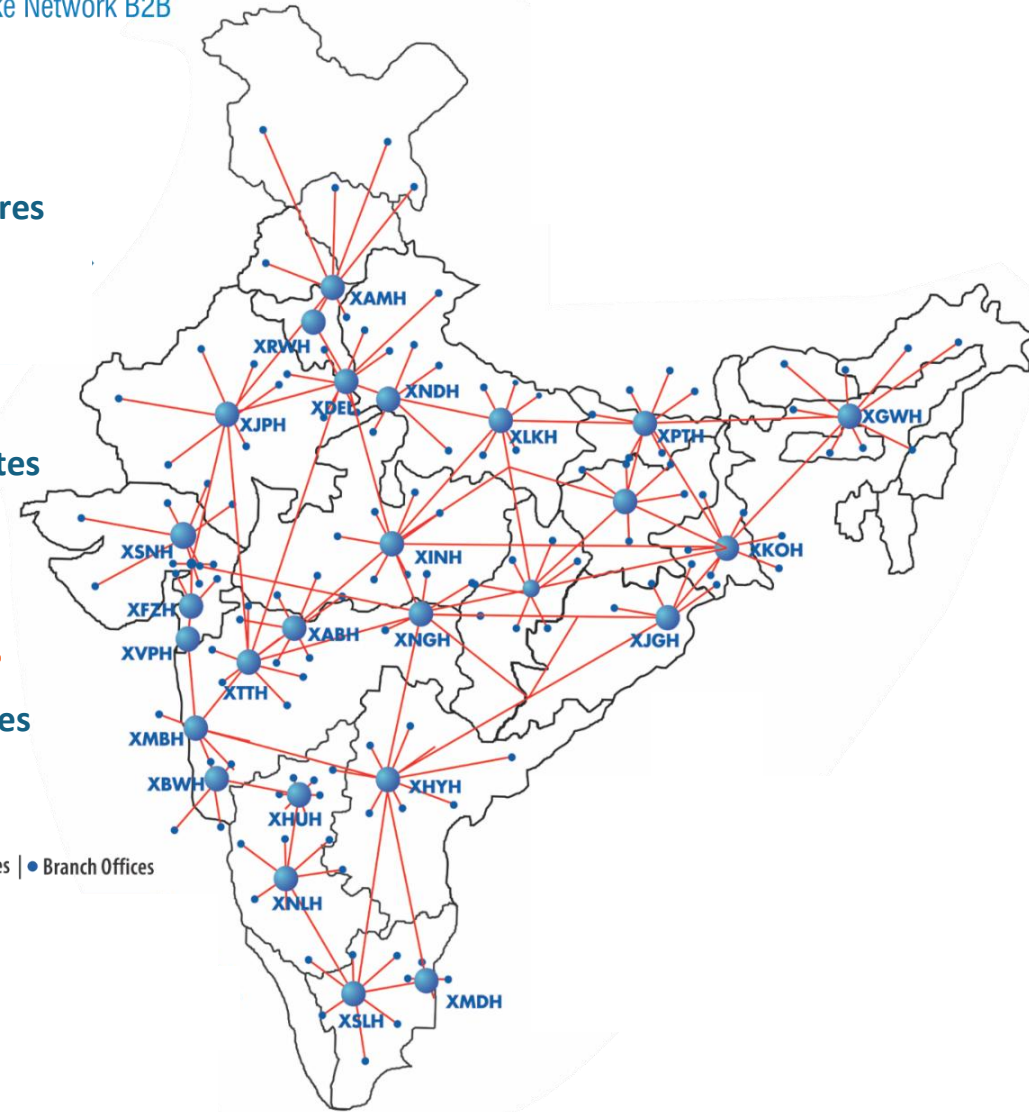 ke Network B2B
res
XAMH
XRWH
XDEL
XNDH
XJPH
XLKH
XPTH
XGWH
tes
XSNH
XINH
XKOH
XFZH
XABH
XNGH
XJGH
XVPH
XTTH
es
XMBH
XBWH
XHYH
XHUH
es | • Branch Offices
XNLH
XMDH
XSLH